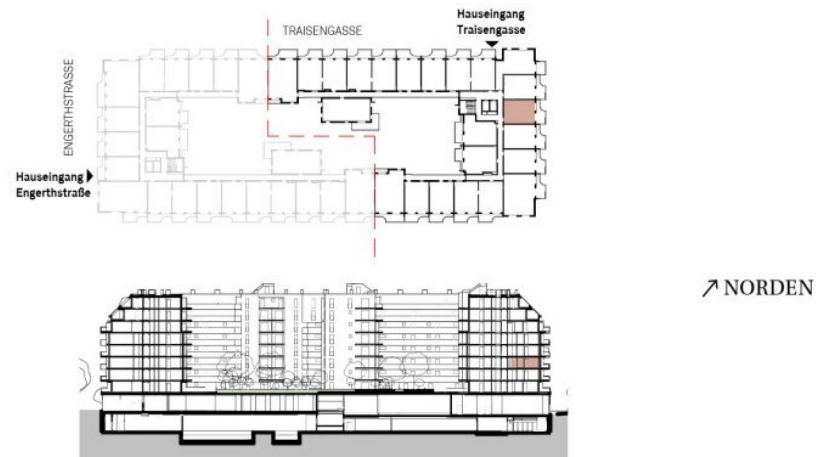 Hauseingang
Traisengasse
TRAISENGASSE
ENGERTHSTRASSE
Hauseingang
Engerthstraße
↗ NORDEN